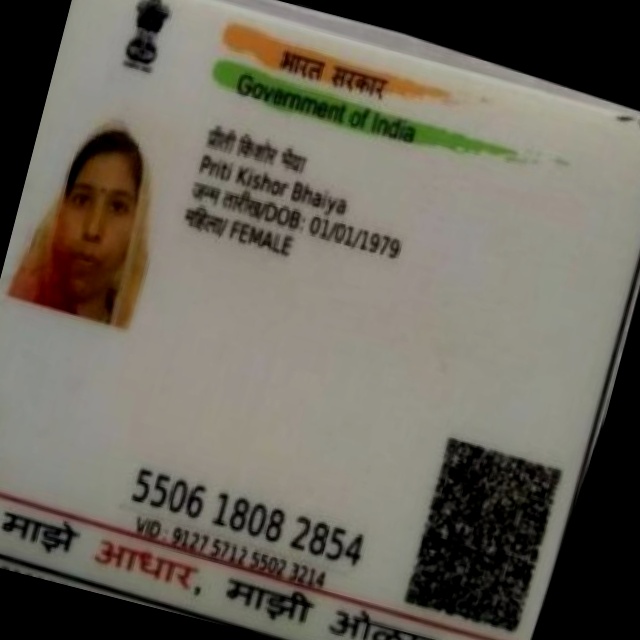 भारत सरकार
Government of India
प्रीती किशोर भैया
Priti Kishor Bhaiya
जन्म तारीख/DOB: 01/01/1979
महिला/ FEMALE
5506 1808 2854
VID : 9127 5712 5502 3214
माझे आधार, माझी